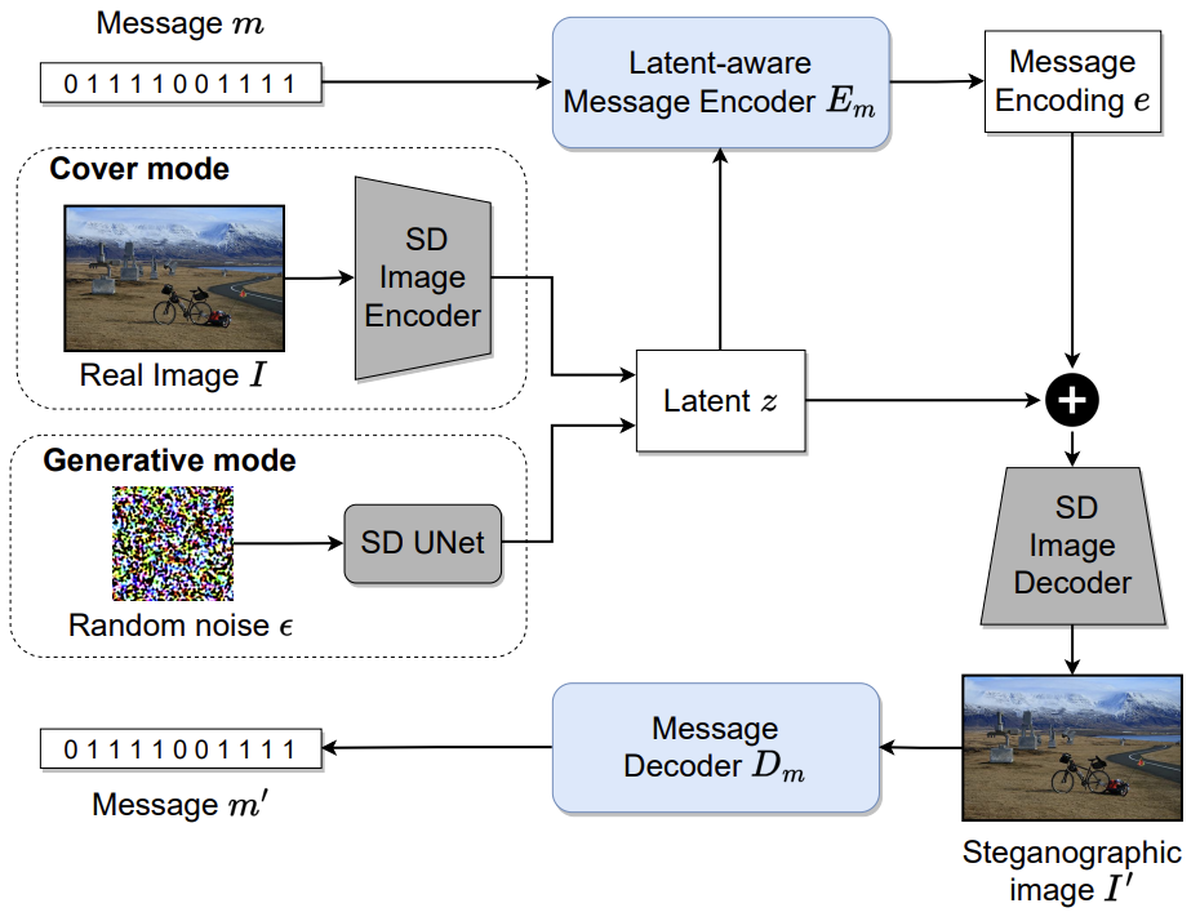 Message m
0 1 1 1 1 0 0 1 1 1 1
Latent-aware
Message Encoder E_m
Message
Encoding e
Cover mode
SD
Image
Encoder
Real Image I
Latent z
+
Generative mode
SD UNet
Random noise ϵ
SD
Image
Decoder
0 1 1 1 1 0 0 1 1 1 1
Message m′
Message
Decoder D_m
Steganographic
image I′